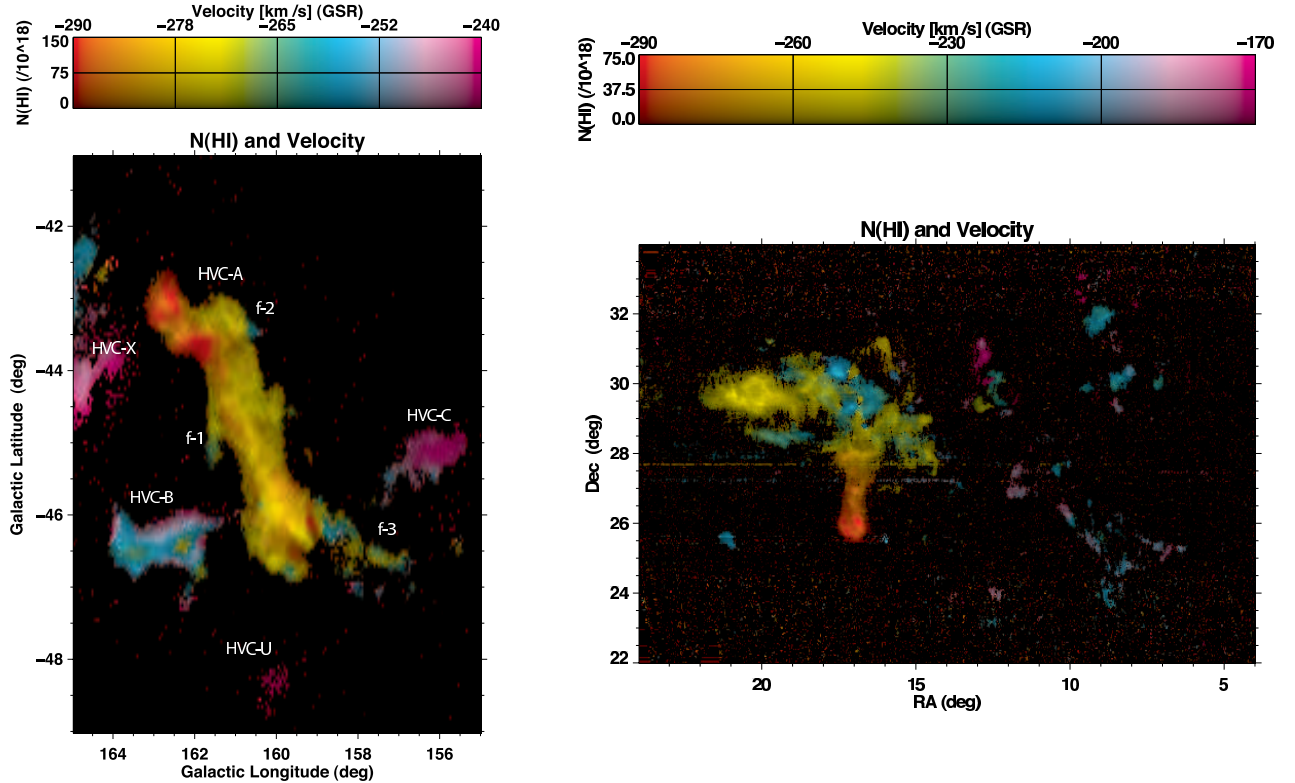 Velocity [km /s] (GSR)
−290 −278 −265 −252 −240
N(HI) (/10^18)
150
75
0
N(HI) and Velocity
Galactic Latitude (deg)
−42
−44
−46
−48
HVC-A
f-2
HVC-X
HVC-C
f-1
HVC-B
f-3
HVC-U
164 162 160 158 156
Galactic Longitude (deg)
Velocity [km /s] (GSR)
−290 −260 −230 −200 −170
N(HI) (/10^18)
75.0
37.5
0.0
N(HI) and Velocity
Dec (deg)
32
30
28
26
24
22
20 15 10 5
RA (deg)